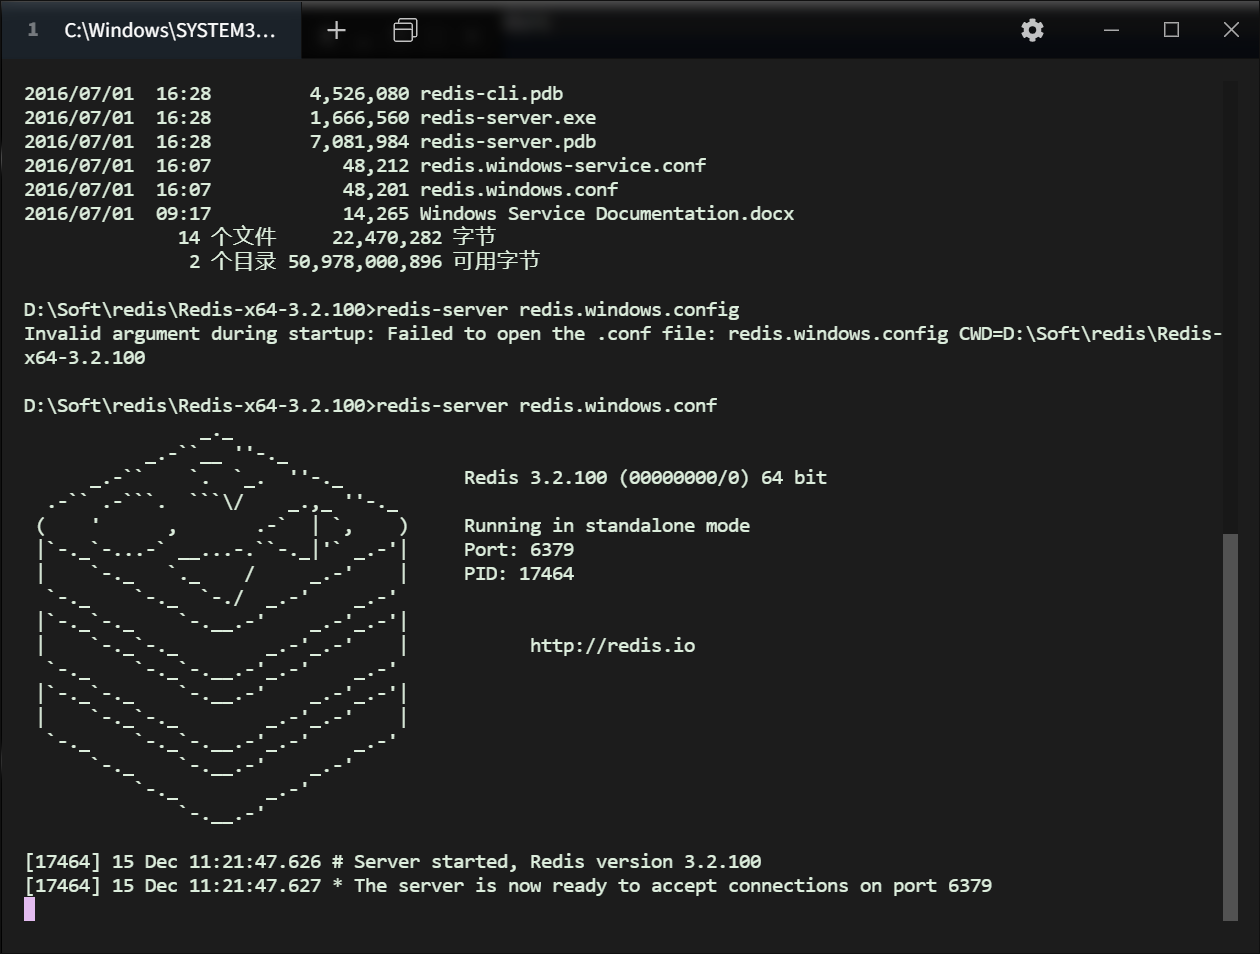 1 C:\Windows\SYSTEM3...
2016/07/01  16:28         4,526,080 redis-cli.pdb
2016/07/01  16:28         1,666,560 redis-server.exe
2016/07/01  16:28         7,081,984 redis-server.pdb
2016/07/01  16:07            48,212 redis.windows-service.conf
2016/07/01  16:07            48,201 redis.windows.conf
2016/07/01  09:17            14,265 Windows Service Documentation.docx
              14 个文件     22,470,282 字节
               2 个目录 50,978,000,896 可用字节
D:\Soft\redis\Redis-x64-3.2.100>redis-server redis.windows.config
Invalid argument during startup: Failed to open the .conf file: redis.windows.config CWD=D:\Soft\redis\Redis-
x64-3.2.100
D:\Soft\redis\Redis-x64-3.2.100>redis-server redis.windows.conf
Redis 3.2.100 (00000000/0) 64 bit
Running in standalone mode
Port: 6379
PID: 17464
http://redis.io
[17464] 15 Dec 11:21:47.626 # Server started, Redis version 3.2.100
[17464] 15 Dec 11:21:47.627 * The server is now ready to accept connections on port 6379